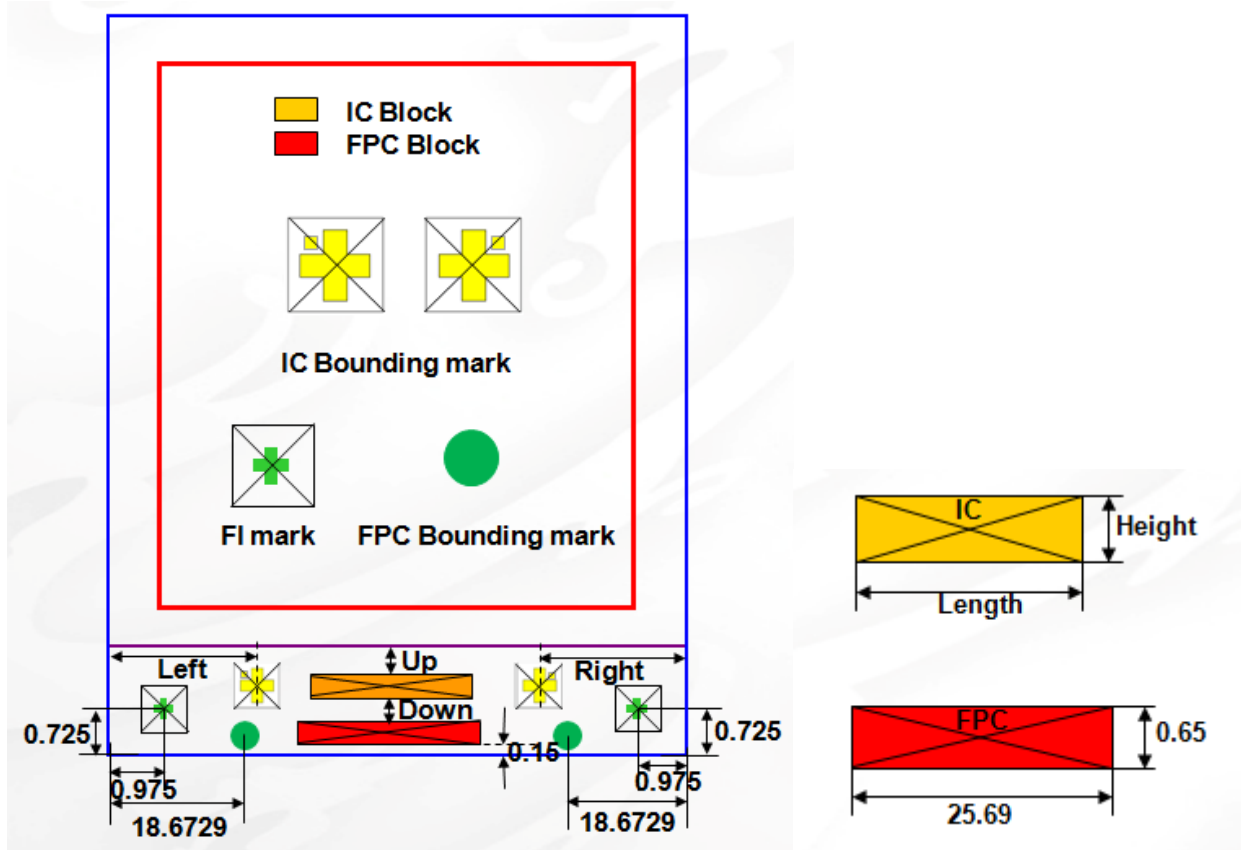 IC Block
FPC Block
IC Bounding mark
FI mark
FPC Bounding mark
Left
Up
Right
Down
0.725
0.15
0.725
0.975
0.975
18.6729
18.6729
IC
Height
Length
FPC
0.65
25.69